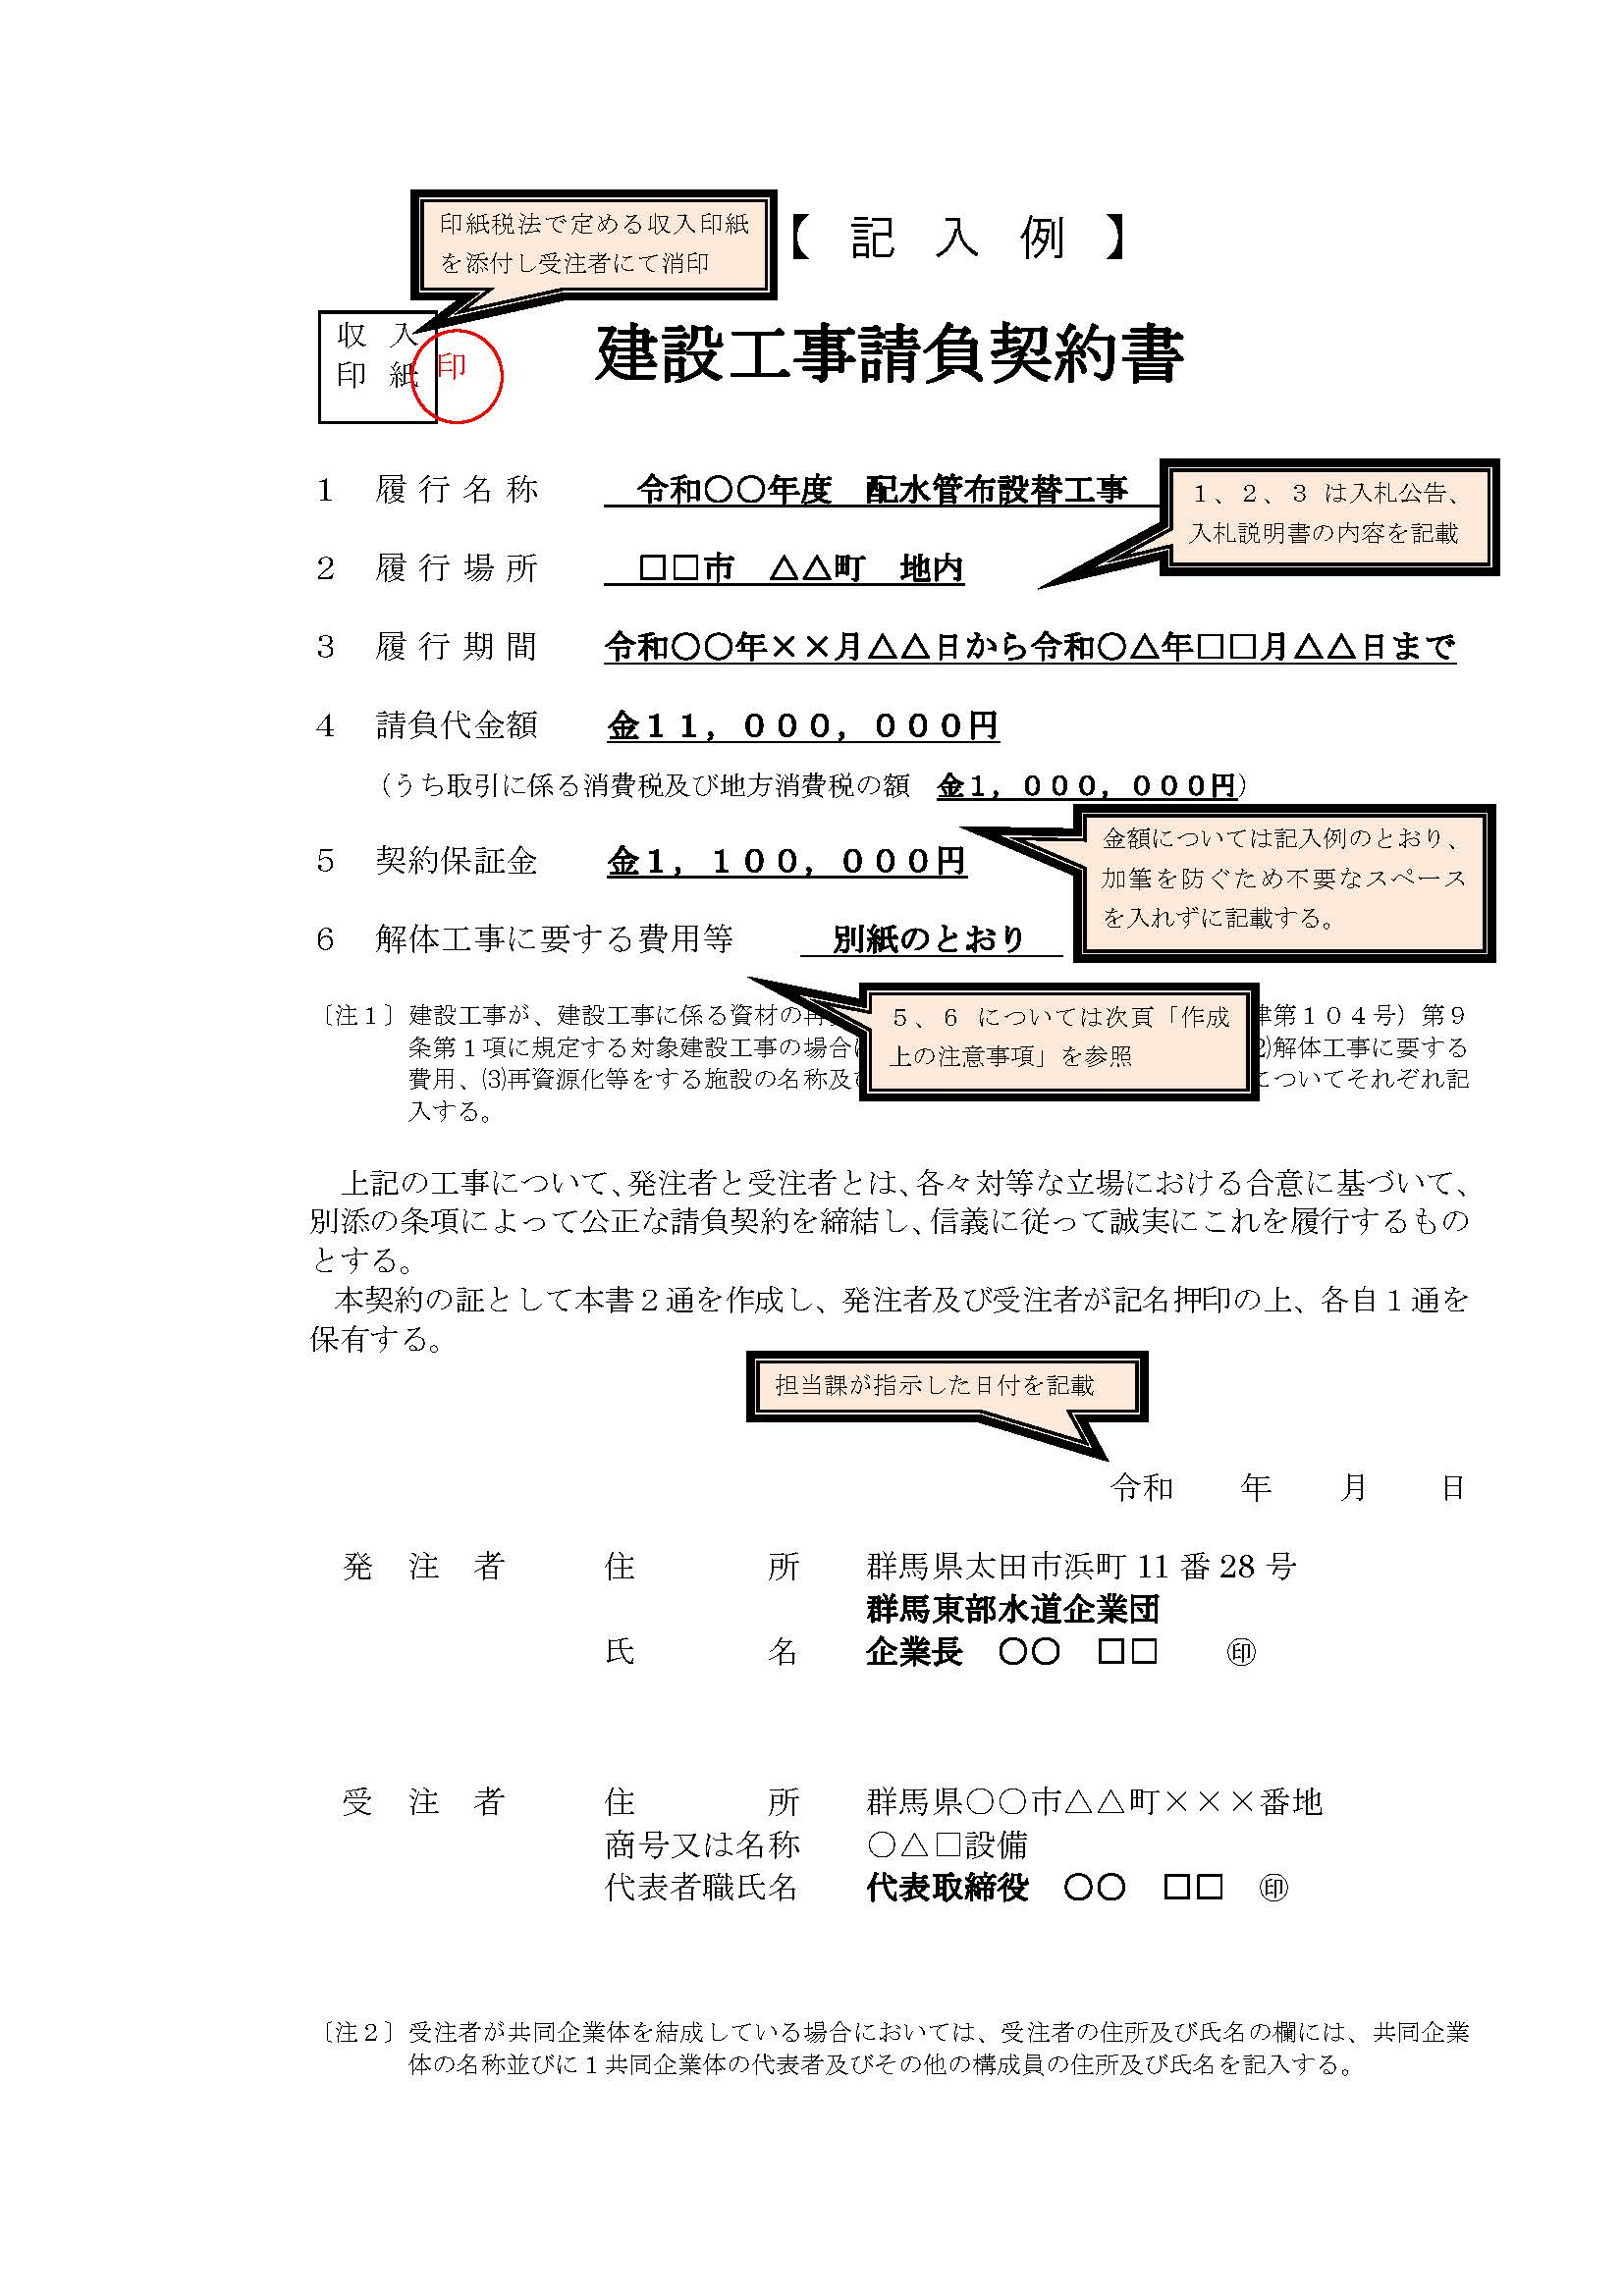 印紙税法で定める収入印紙
を添付し受注者にて消印
【　記　入　例　】
収　入
印　紙
印
建設工事請負契約書
１　履行名称　　令和〇〇年度　配水管布設替工事
１、２、３ は入札公告、
入札説明書の内容を記載
２　履行場所　　□□市　△△町　地内
３　履行期間　　令和〇〇年××月△△日から令和〇△年□□月△△日まで
４　請負代金額　　金１１，０００，０００円
（うち取引に係る消費税及び地方消費税の額　金１，０００，０００円）
金額については記入例のとおり、
加筆を防ぐため不要なスペース
を入れずに記載する。
５　契約保証金　　金１，１００，０００円
６　解体工事に要する費用等　　別紙のとおり
５、６ については次頁「作成
上の注意事項」を参照
〔注１〕建設工事が、建設工事に係る資材の再　　第１０４号）第９
条第１項に規定する対象建設工事の場合　　⑵解体工事に要する
費用、⑶再資源化等をする施設の名称及　　についてそれぞれ記
入する。
上記の工事について、発注者と受注者とは、各々対等な立場における合意に基づいて、
別添の条項によって公正な請負契約を締結し、信義に従って誠実にこれを履行するもの
とする。
本契約の証として本書２通を作成し、発注者及び受注者が記名押印の上、各自１通を
保有する。
担当課が指示した日付を記載
令和　　年　　月　　日
発　注　者　　住　　　　所　　群馬県太田市浜町 11 番 28 号
群馬東部水道企業団
氏　　　　名　　企業長　〇〇　□□　　㊞
受　注　者　　住　　　　所　　群馬県〇〇市△△町×××番地
商号又は名称　　〇△□設備
代表者職氏名　　代表取締役　〇〇　□□　㊞
〔注２〕受注者が共同企業体を結成している場合においては、受注者の住所及び氏名の欄には、共同企業
体の名称並びに１共同企業体の代表者及びその他の構成員の住所及び氏名を記入する。